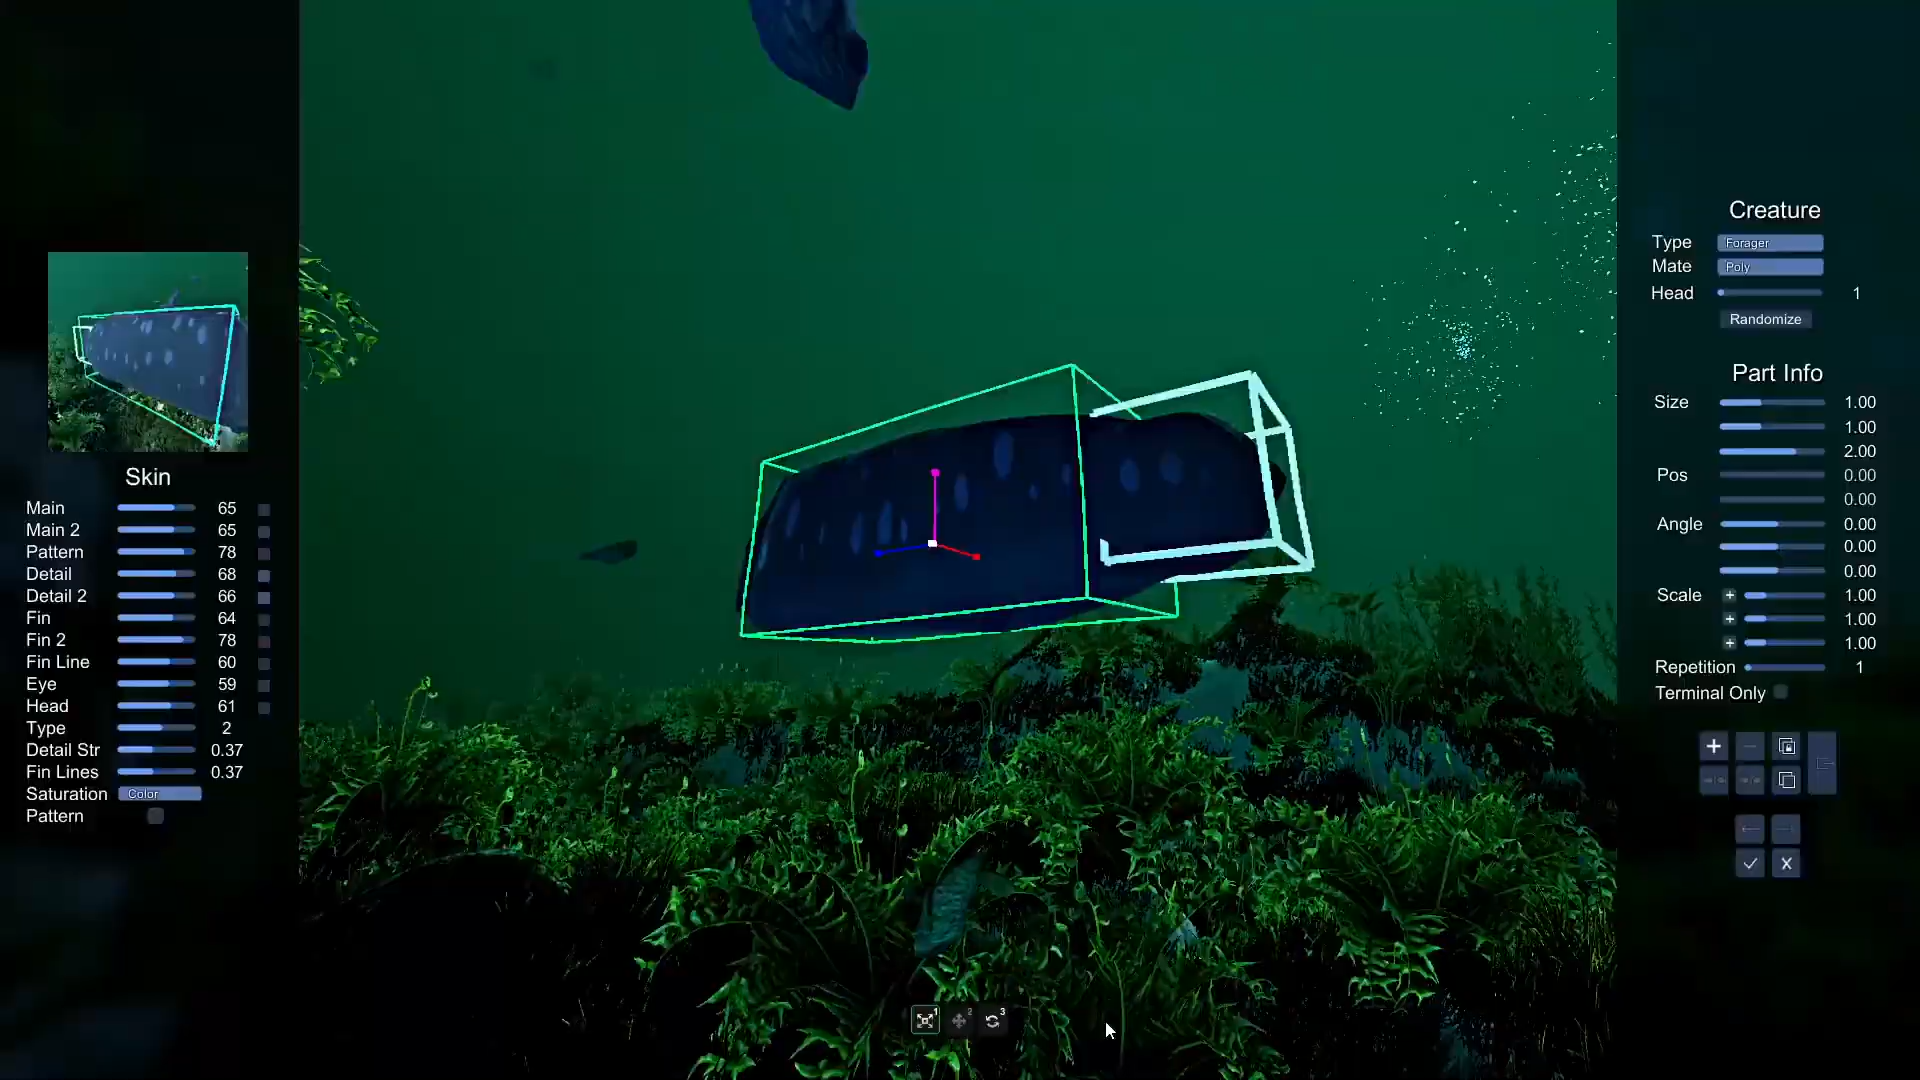 Skin
Main 65
Main 2 65
Pattern 78
Detail 68
Detail 2 66
Fin 64
Fin 2 78
Fin Line 60
Eye 59
Head 61
Type 2
Detail Str 0.37
Fin Lines 0.37
Saturation Color
Pattern
1
2
3
Creature
Type Forager
Mate Poly
Head 1
Randomize
Part Info
Size 1.00
1.00
2.00
Pos 0.00
0.00
Angle 0.00
0.00
0.00
Scale + 1.00
+ 1.00
+ 1.00
Repetition 1
Terminal Only